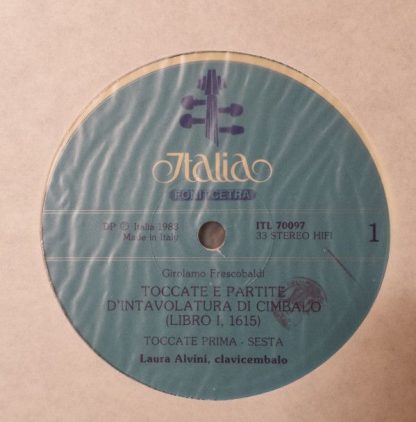 Italia
FONIT CETRA
DP ℗ Italia 1983
Made in Italy
ITL 70097
33 STEREO HIFI
1
Girolamo Frescobaldi
TOCCATE E PARTITE
D'INTAVOLATURA DI CIMBALO
(LIBRO I, 1615)
TOCCATE PRIMA - SESTA
Laura Alvini, clavicembalo